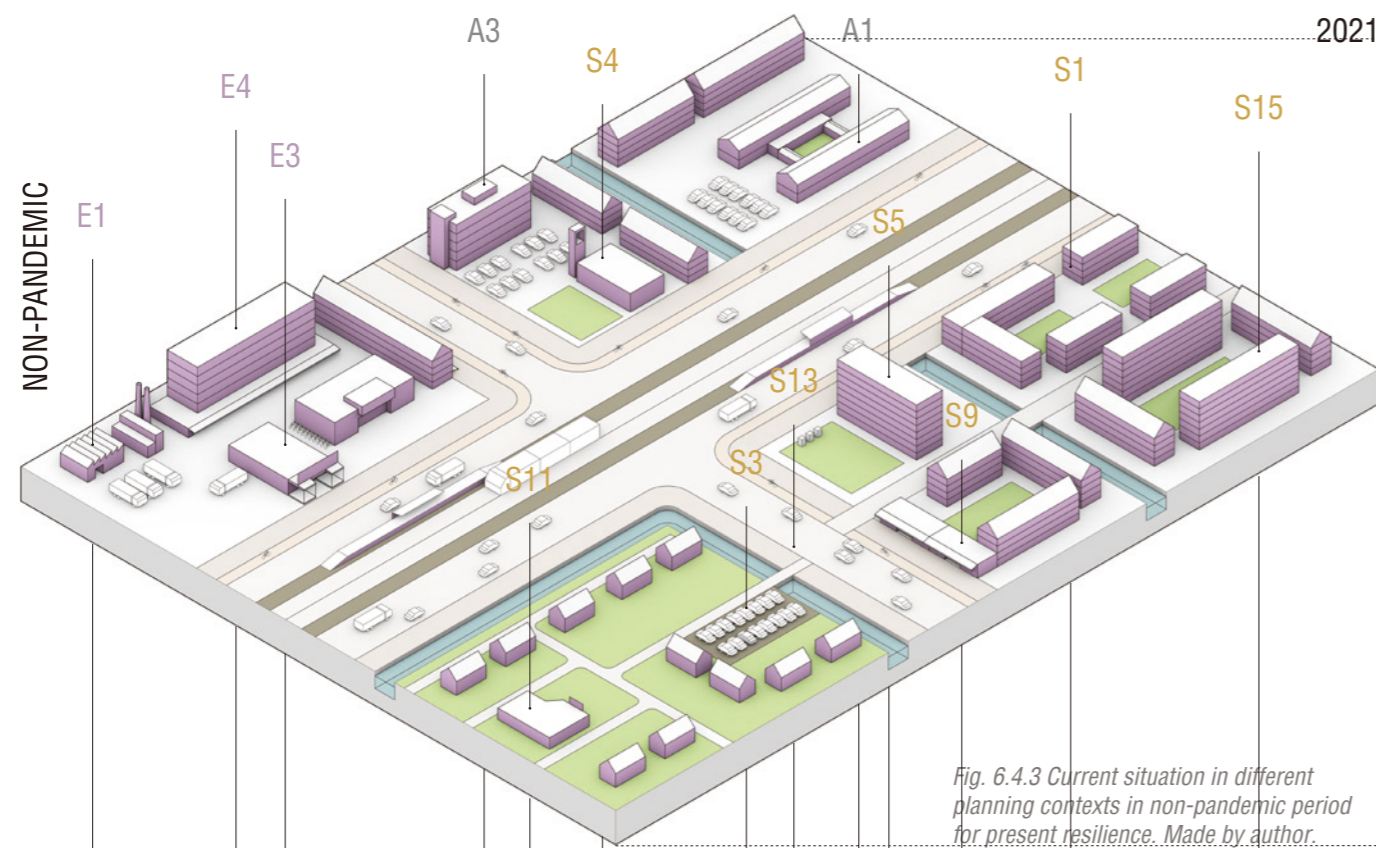 2021
A3
A1
S4
S1
E4
S15
E3
NON-PANDEMIC
E1
S5
S13
S9
S3
S11
Fig. 6.4.3 Current situation in different
planning contexts in non-pandemic period
for present resilience. Made by author.